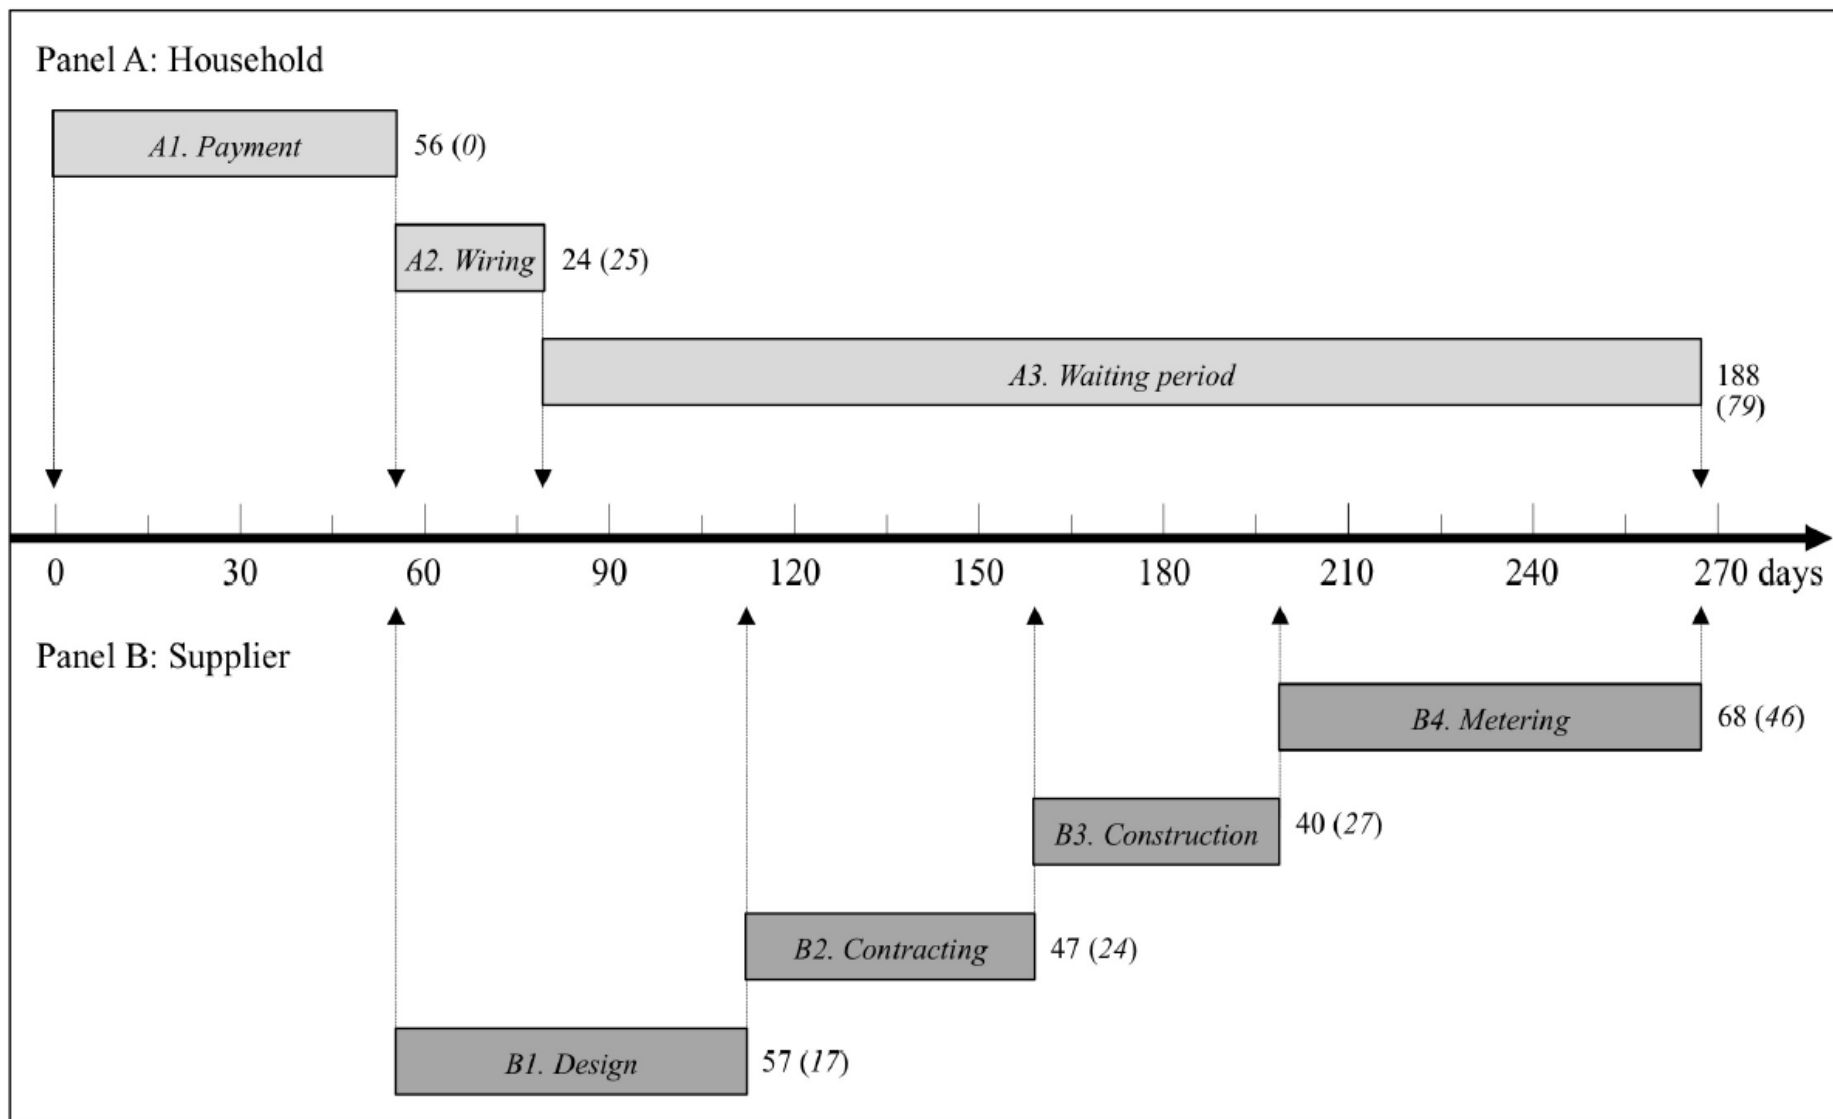 Panel A: Household
A1. Payment 56 (0)
A2. Wiring 24 (25)
A3. Waiting period 188
(79)
0 30 60 90 120 150 180 210 240 270 days
Panel B: Supplier
B4. Metering 68 (46)
B3. Construction 40 (27)
B2. Contracting 47 (24)
B1. Design 57 (17)